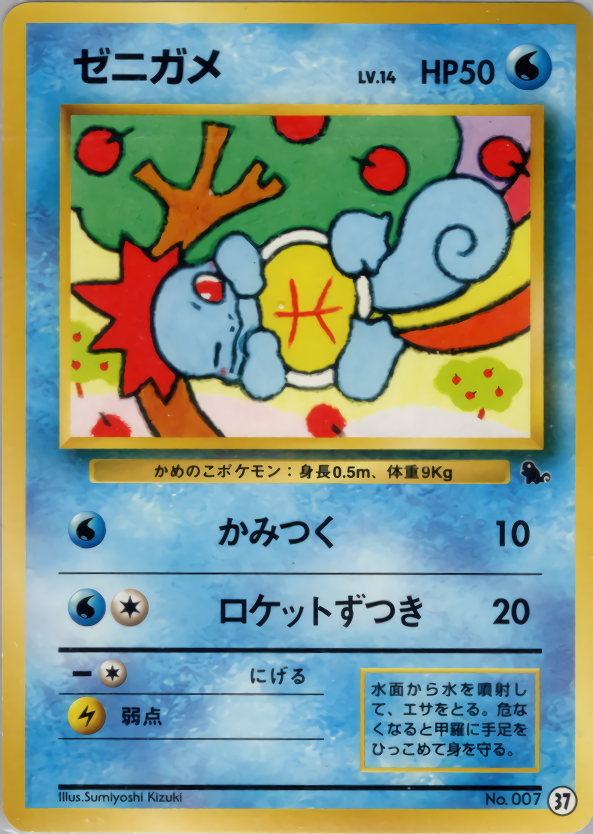 ゼニガメ
LV.14 HP50
かめのこポケモン：身長0.5m、体重9Kg
かみつく 10
ロケットずつき 20
にげる
弱点
水面から水を噴射し
て、エサをとる。危な
くなると甲羅に手足を
ひっこめて身を守る。
Illus.Sumiyoshi Kizuki
No. 007
37